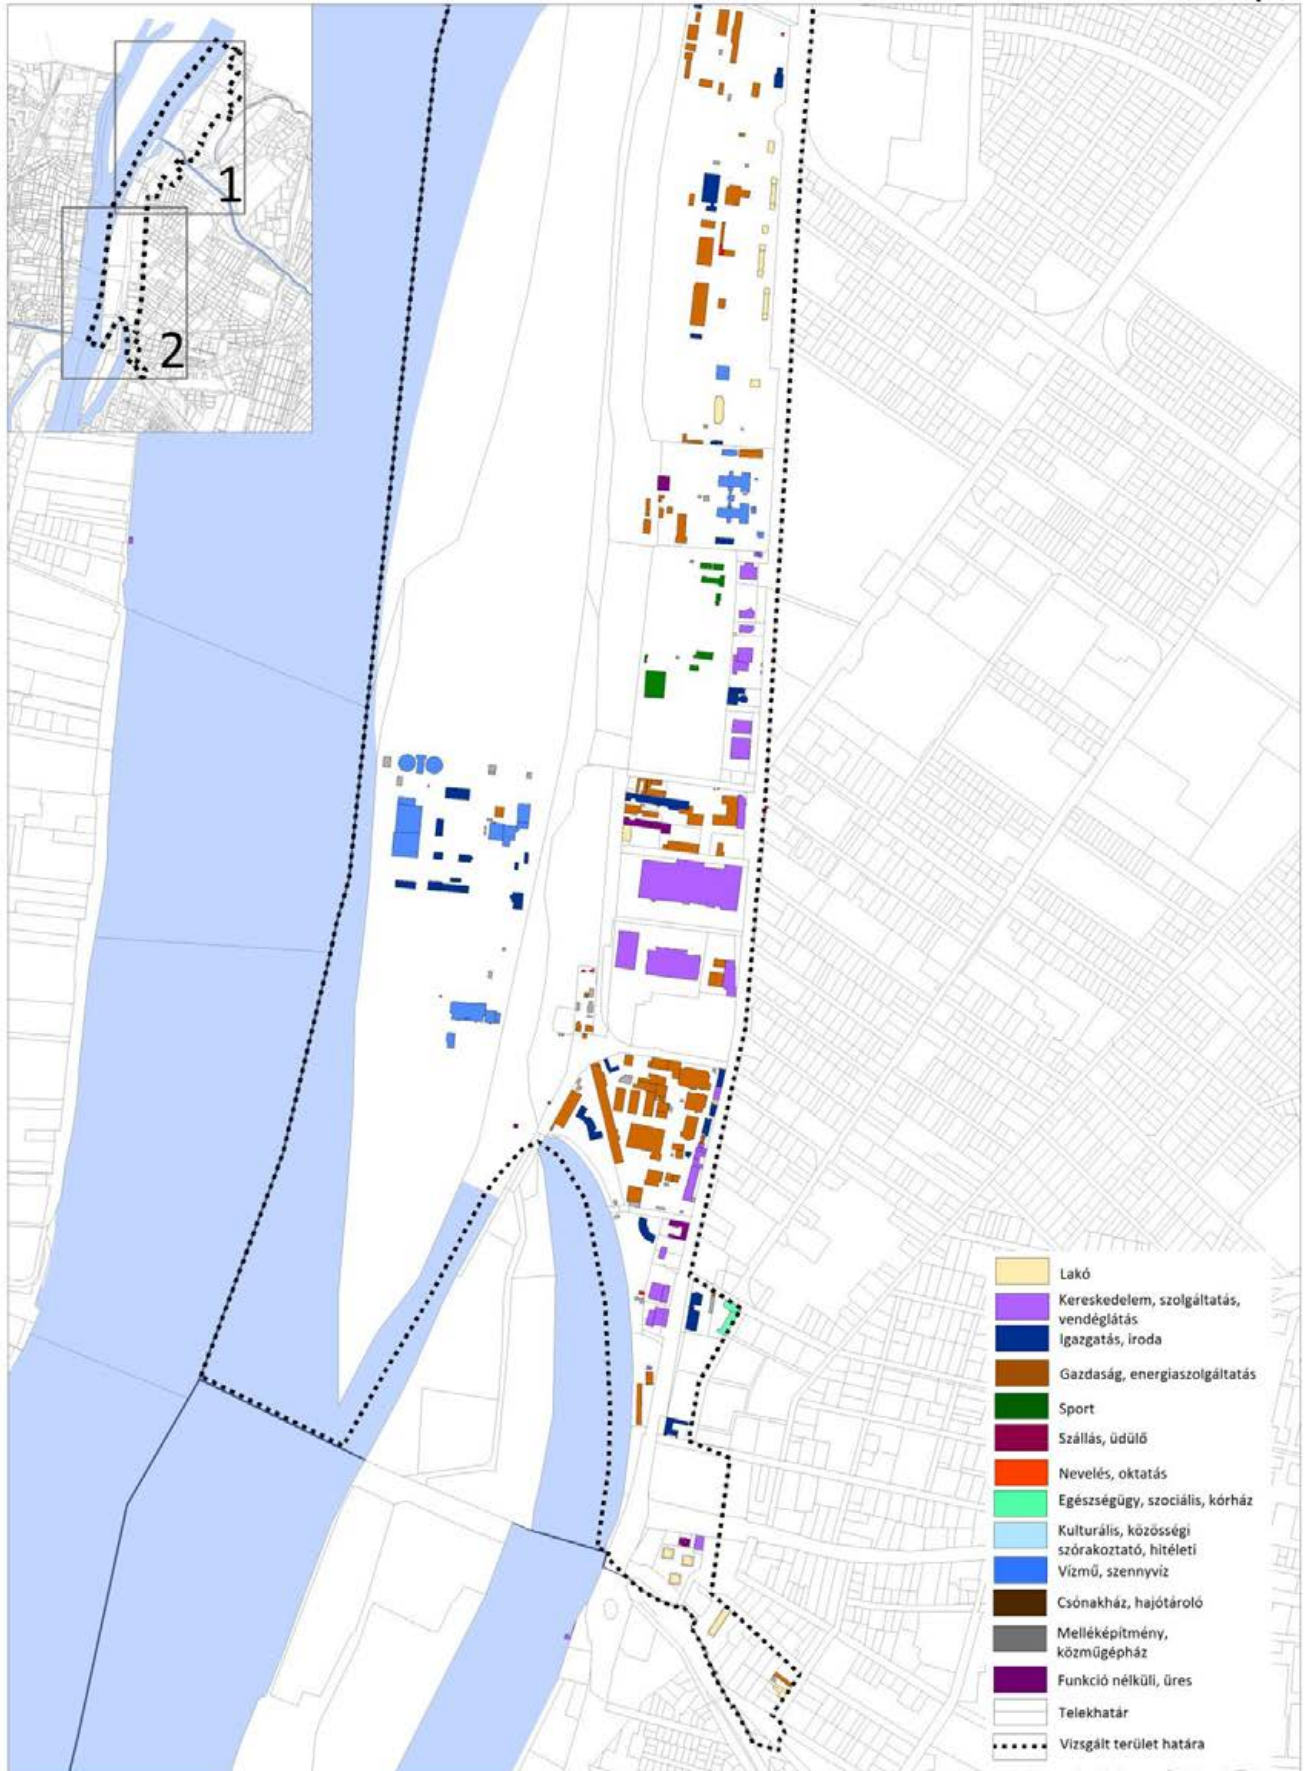 1
2
Lakó
Kereskedelem, szolgáltatás,
vendéglátás
Igazgatás, iroda
Gazdaság, energiaszolgáltatás
Sport
Szállás, üdülő
Nevelés, oktatás
Egészségügy, szociális, kórház
Kulturális, közösségi
szórakoztató, hitéleti
Vízmű, szennyvíz
Csónakház, hajótároló
Melléképítmény,
közműgépház
Funkció nélküli, üres
Telekhatár
Vizsgált terület határa